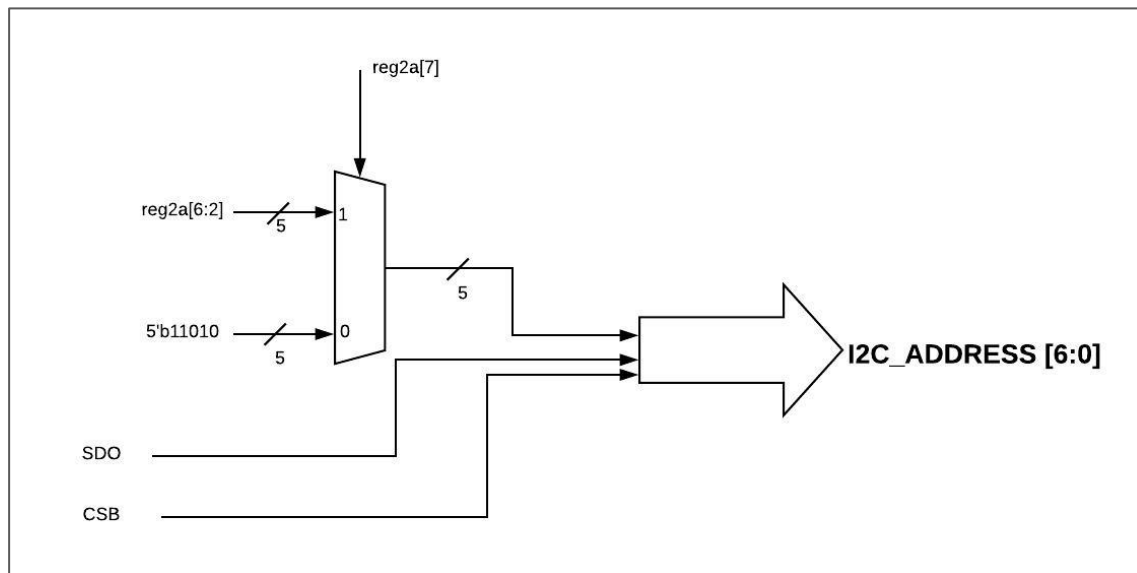 reg2a[7]
reg2a[6:2]
5
1
5
5'b11010
5
0
I2C_ADDRESS [6:0]
SDO
CSB